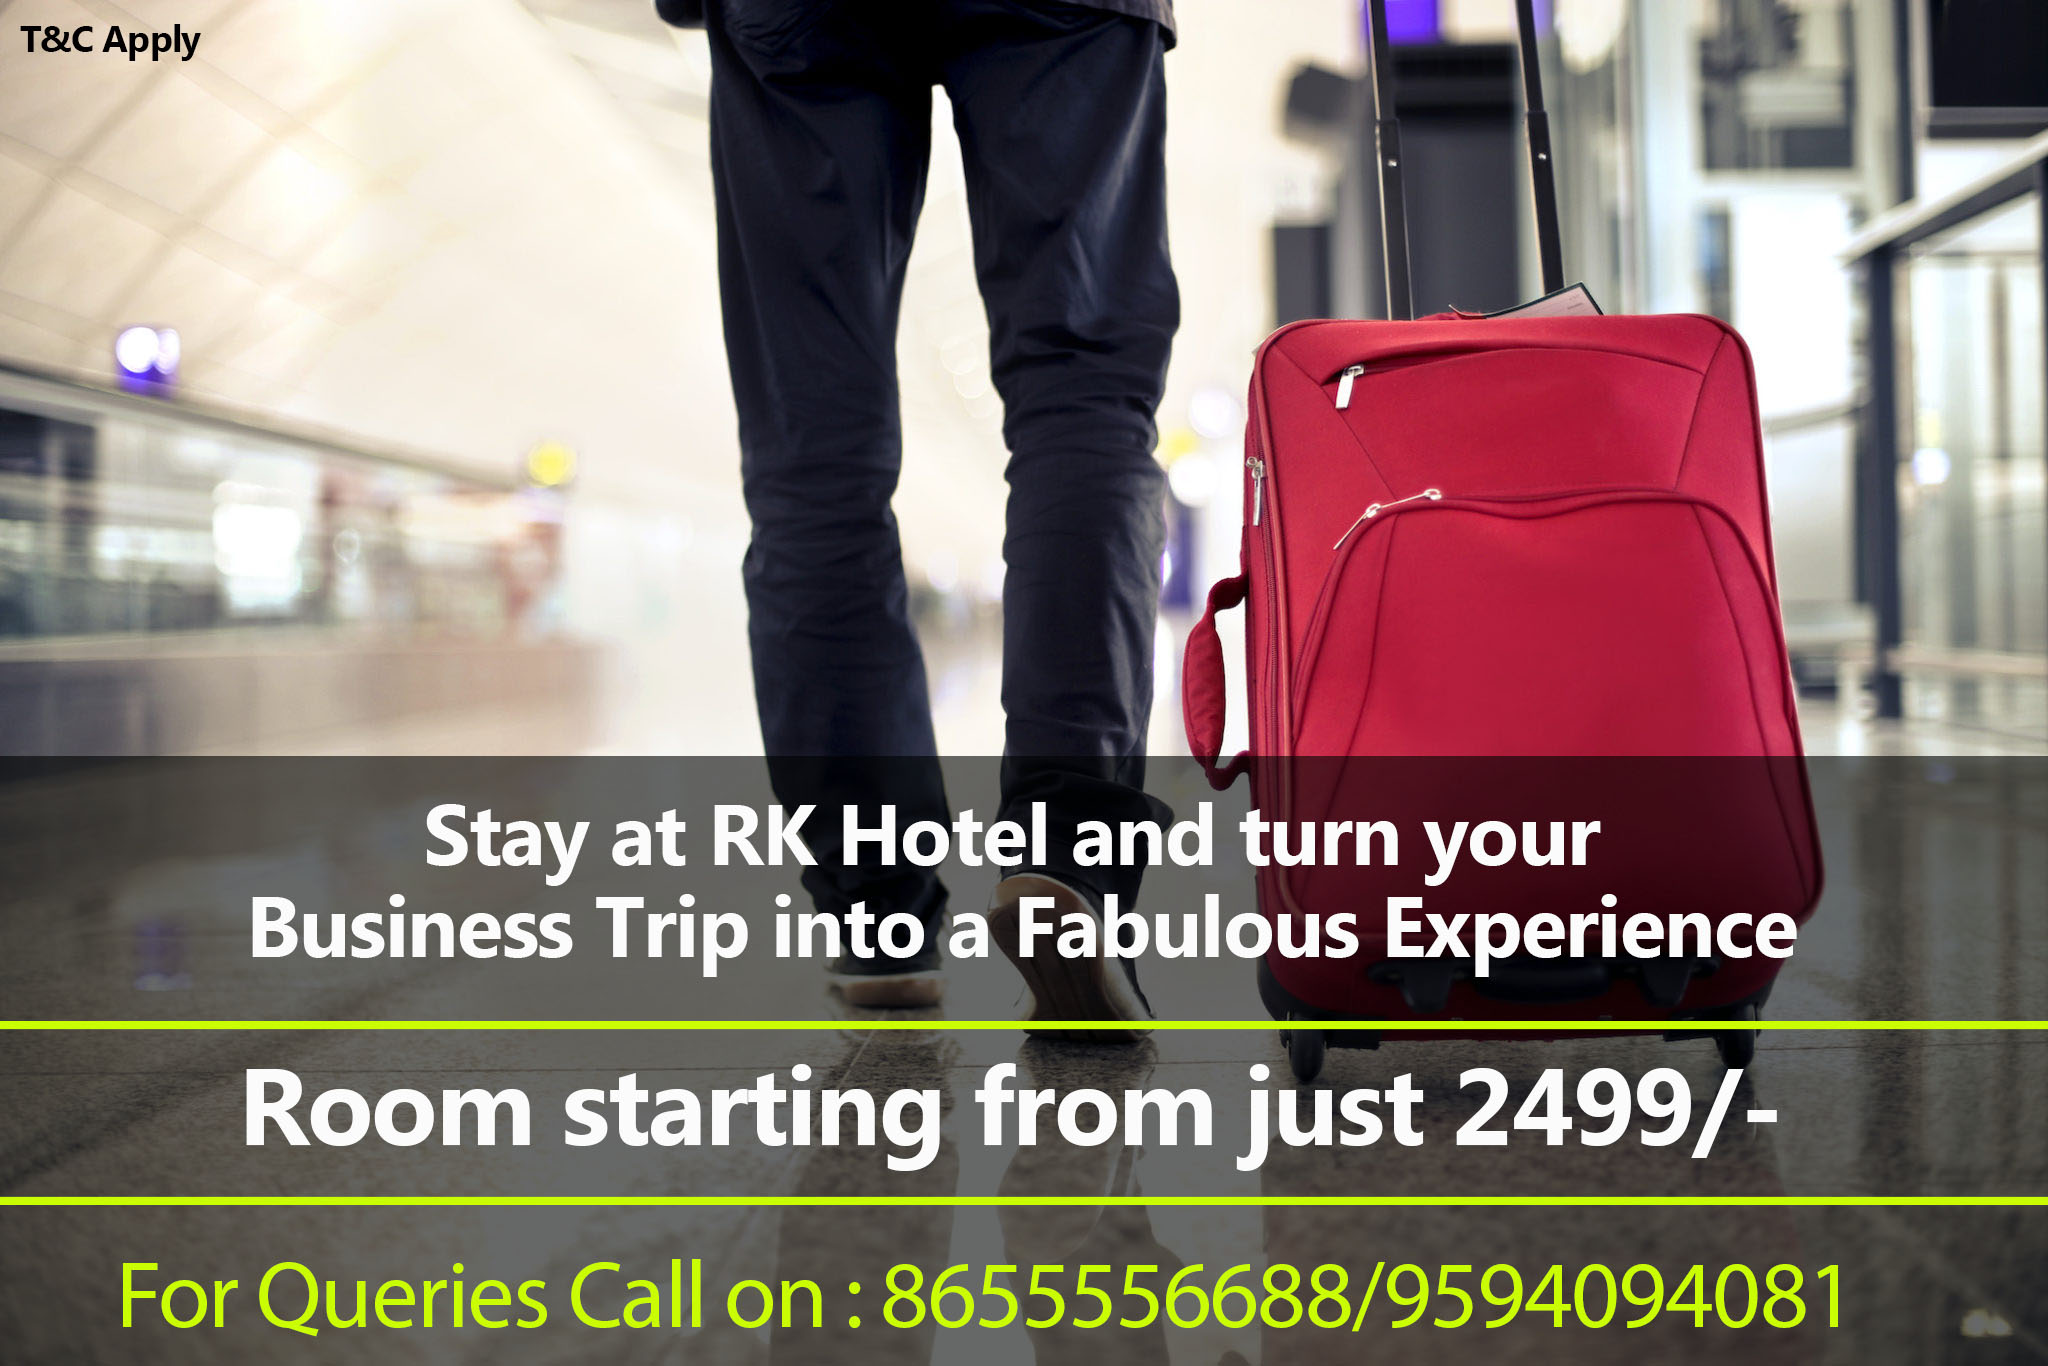 T&C Apply
Stay at RK Hotel and turn your
Business Trip into a Fabulous Experience
Room starting from just 2499/-
For Queries Call on : 8655556688/9594094081